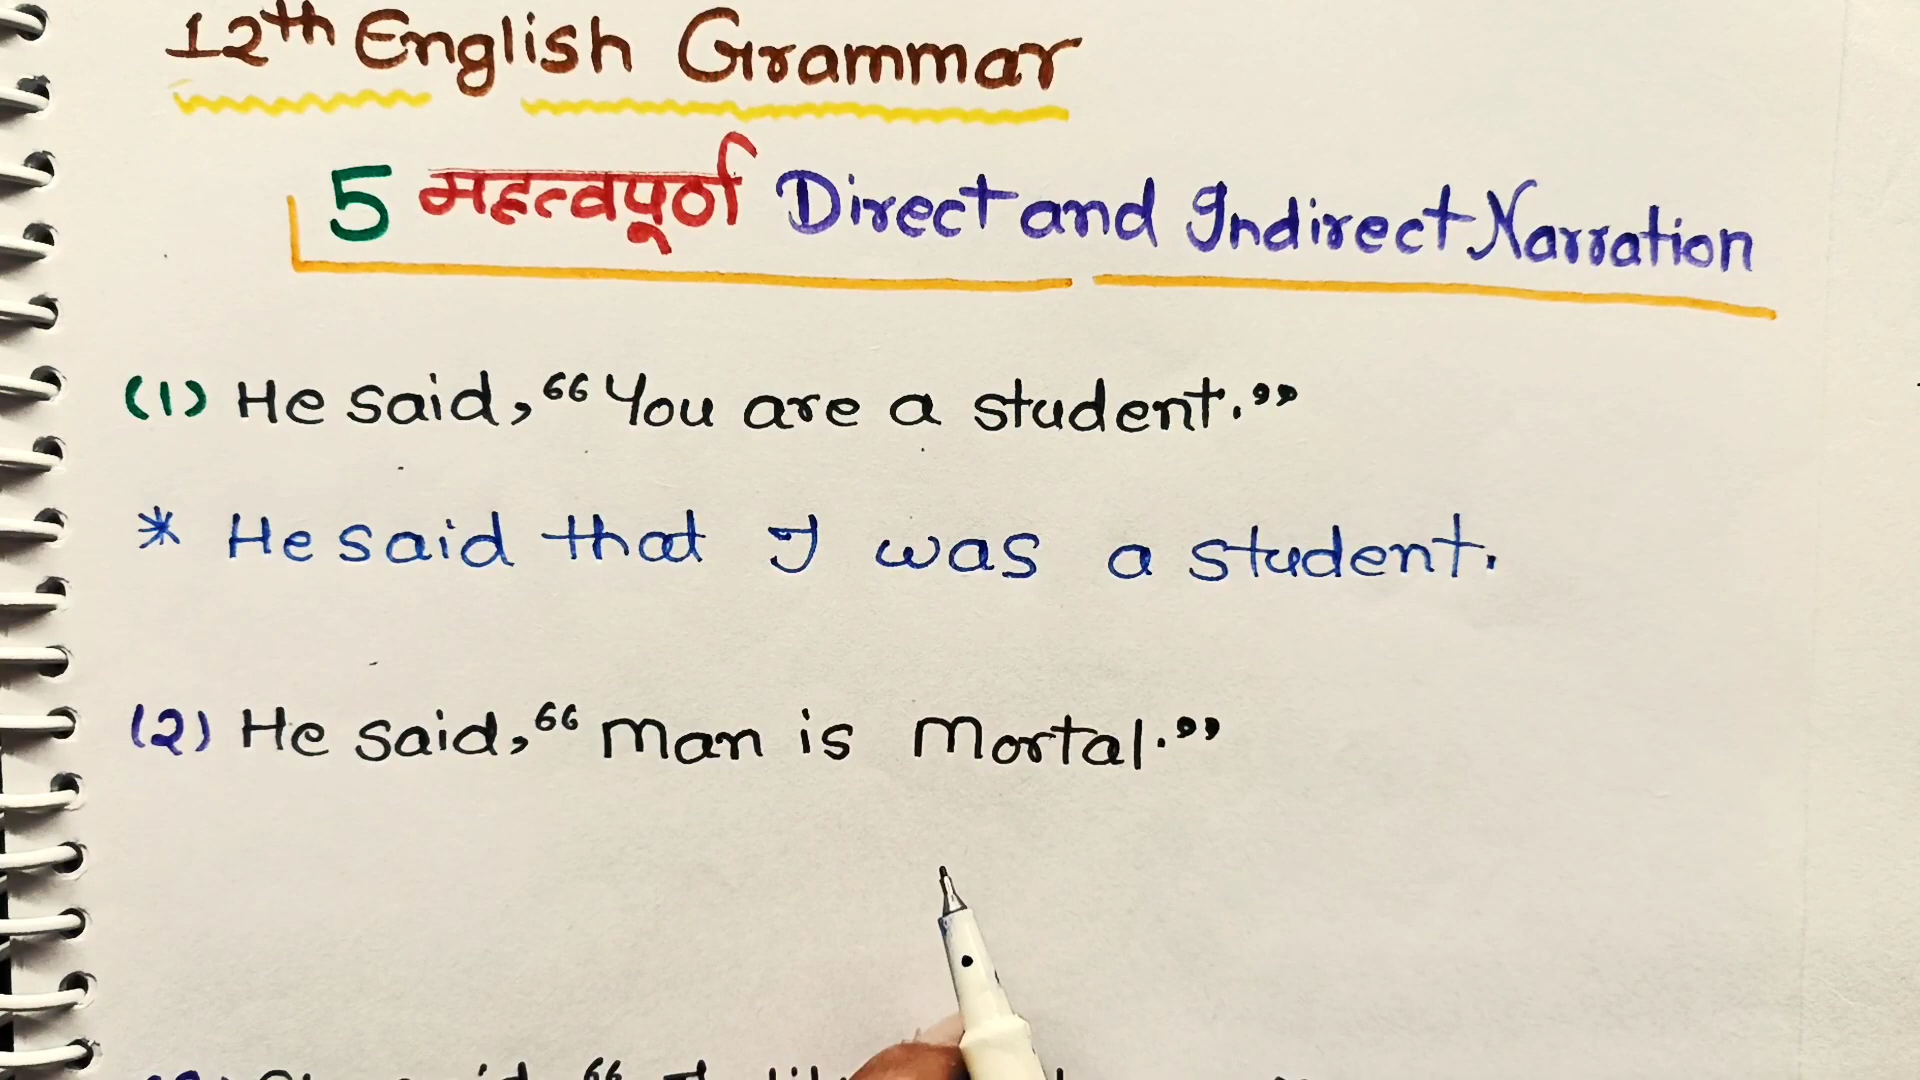 12th English Grammar
5 महत्वपूर्ण Direct and Indirect Narration
(1) He said, “You are a student.”
* He said that I was a student.
(2) He said, “Man is Mortal.”